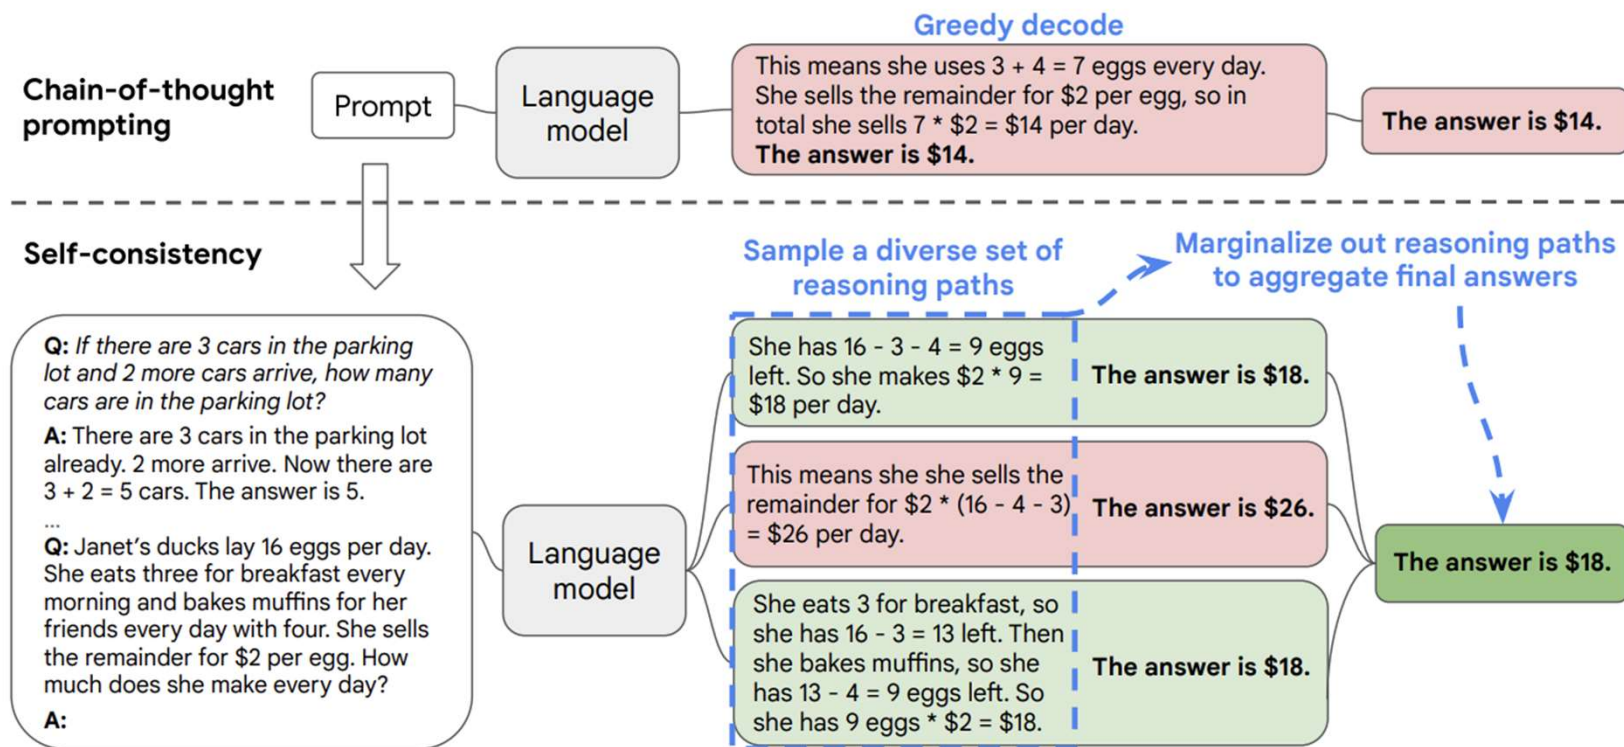 Greedy decode
Chain-of-thought
prompting
Prompt
Language
model
This means she uses 3 + 4 = 7 eggs every day.
She sells the remainder for $2 per egg, so in
total she sells 7 * $2 = $14 per day.
The answer is $14.
The answer is $14.
Self-consistency
Sample a diverse set of
reasoning paths
Marginalize out reasoning paths
to aggregate final answers
Q: If there are 3 cars in the parking
lot and 2 more cars arrive, how many
cars are in the parking lot?
A: There are 3 cars in the parking lot
already. 2 more arrive. Now there are
3 + 2 = 5 cars. The answer is 5.
...
Q: Janet's ducks lay 16 eggs per day.
She eats three for breakfast every
morning and bakes muffins for her
friends every day with four. She sells
the remainder for $2 per egg. How
much does she make every day?
A:
Language
model
She has 16 - 3 - 4 = 9 eggs
left. So she makes $2 * 9 =
$18 per day.
The answer is $18.
This means she she sells the
remainder for $2 * (16 - 4 - 3)
= $26 per day.
The answer is $26.
She eats 3 for breakfast, so
she has 16 - 3 = 13 left. Then
she bakes muffins, so she
has 13 - 4 = 9 eggs left. So
she has 9 eggs * $2 = $18.
The answer is $18.
The answer is $18.